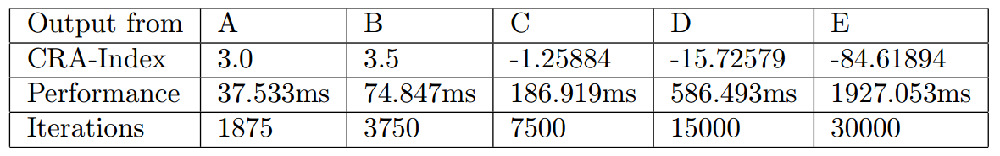 Output from A B C D E
CRA-Index 3.0 3.5 -1.25884 -15.72579 -84.61894
Performance 37.533ms 74.847ms 186.919ms 586.493ms 1927.053ms
Iterations 1875 3750 7500 15000 30000